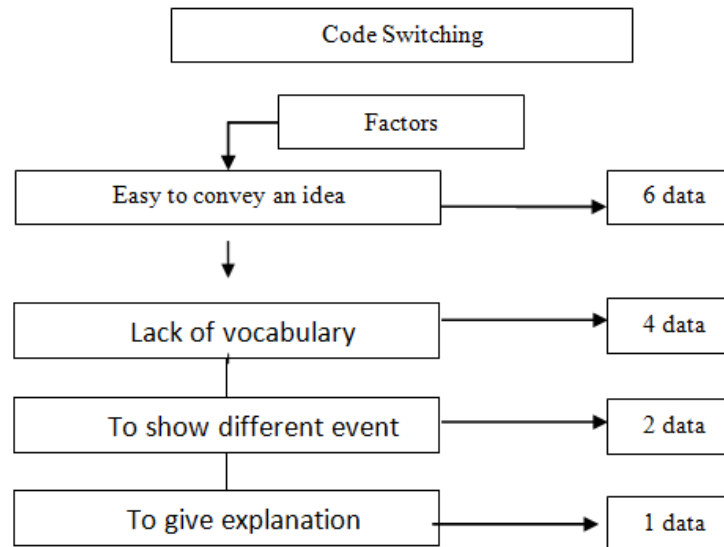 Code Switching
Factors
Easy to convey an idea
6 data
Lack of vocabulary
4 data
To show different event
2 data
To give explanation
1 data